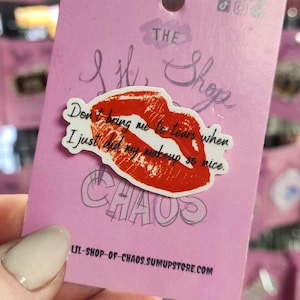 THE
Lil Shop
Don't bring me to tears when
I just did my makeup so nice.
CHAOS
LIL-SHOP-OF-CHAOS.SUMUPSTORE.COM